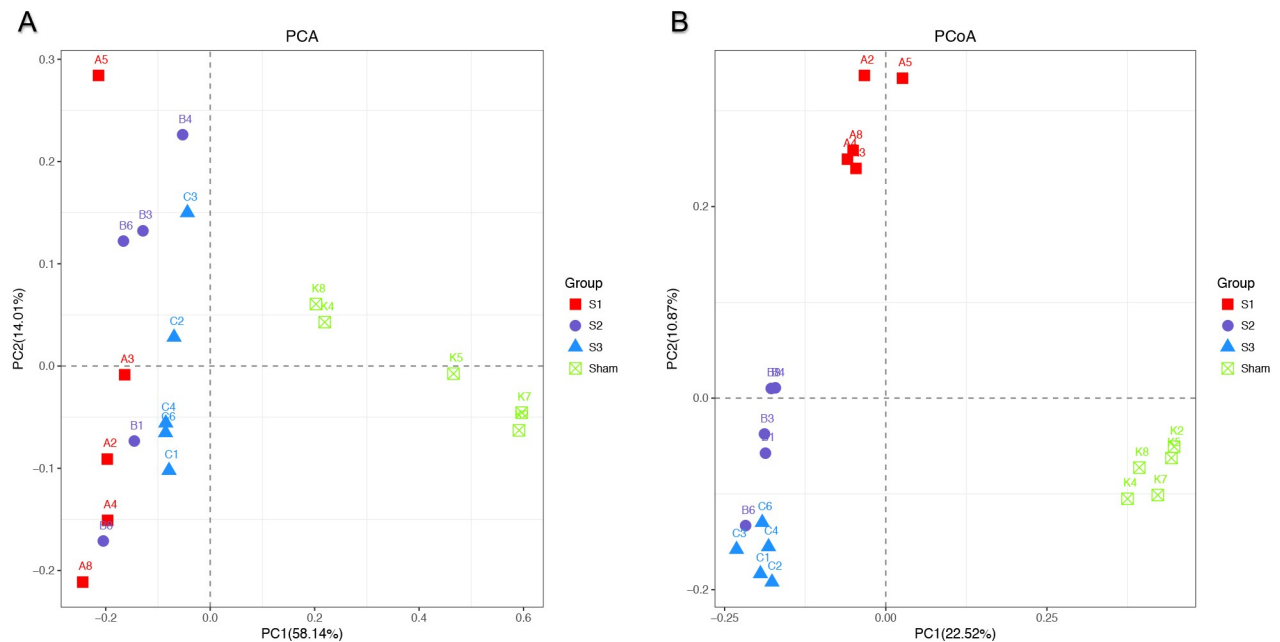 A
PCA
A5
0.3
B4
0.2
C3
B3
B6
0.1
K8
K4
C2
0.0
A3
K5
K7
C4
C6
B1
A2
C1
−0.1
A4
A8
−0.2
−0.2
0.0
0.2
0.4
0.6
PC1(58.14%)
PC2(14.01%)
Group
S1
S2
S3
Sham
B
PCoA
A2
A5
A8
A4
0.2
B4
0.0
B3
K2
K8
K7
K4
B6
C6
C3
C4
C1
C2
−0.2
−0.25
0.00
0.25
PC1(22.52%)
PC2(10.87%)
Group
S1
S2
S3
Sham